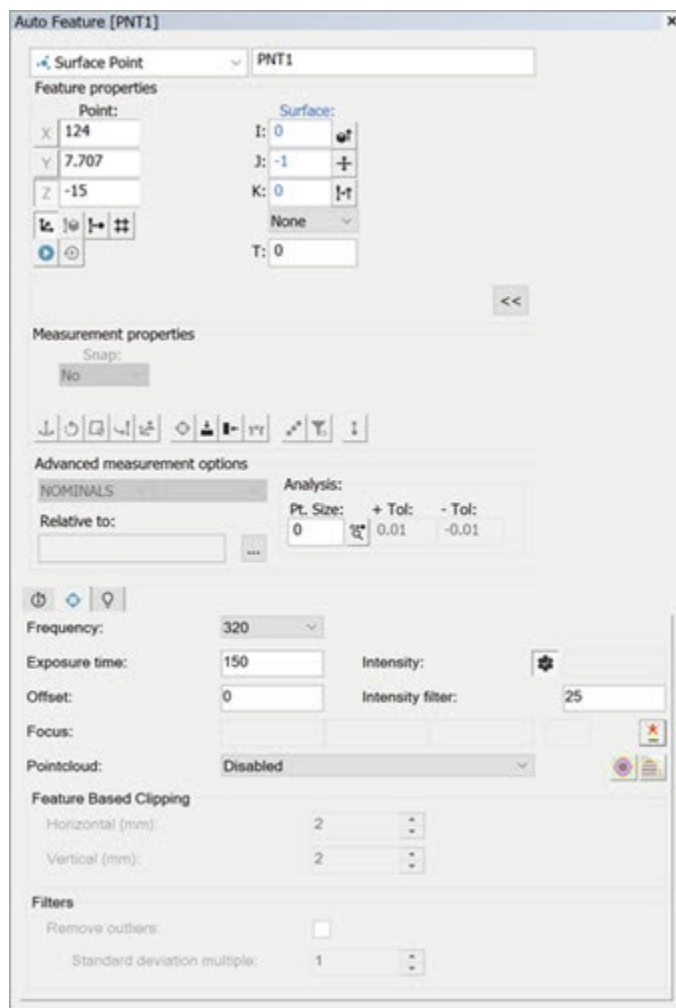 Auto Feature [PNT1]
Surface Point PNT1
Feature properties
Point: Surface:
X 124 I: 0
Y 7.707 J: -1
Z -15 K: 0
None
T: 0
<<
Measurement properties
Snap:
No
Advanced measurement options
NOMINALS Analysis:
Pt. Size: + Tol: - Tol:
Relative to: 0 0.01 -0.01
...
Frequency: 320
Exposure time: 150 Intensity:
Offset: 0 Intensity filter: 25
Focus:
Pointcloud: Disabled
Feature Based Clipping
Horizontal (mm): 2
Vertical (mm): 2
Filters
Remove outliers:
Standard deviation multiple: 1